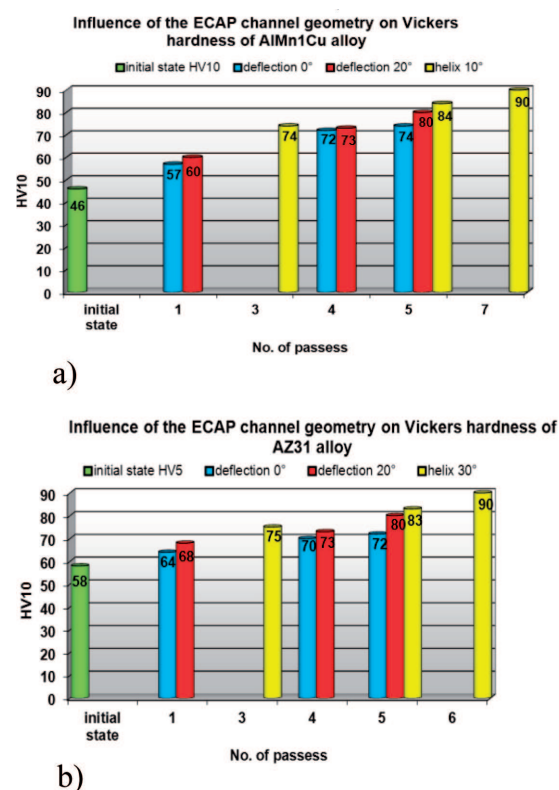 Influence of the ECAP channel geometry on Vickers
hardness of AlMn1Cu alloy
initial state HV10 deflection 0° deflection 20° helix 10°
90
80
70
60
50
40
30
20
10
0
HV10
46
57
60
74
72
73
74
80
84
90
initial
state
1 3 4 5 7
No. of passess
a)
Influence of the ECAP channel geometry on Vickers hardness of
AZ31 alloy
initial state HV5 deflection 0° deflection 20° helix 30°
90
80
70
60
50
40
30
20
10
0
HV10
58
64
68
75
70
73
72
80
83
90
initial
state
1 3 4 5 6
No. of passess
b)